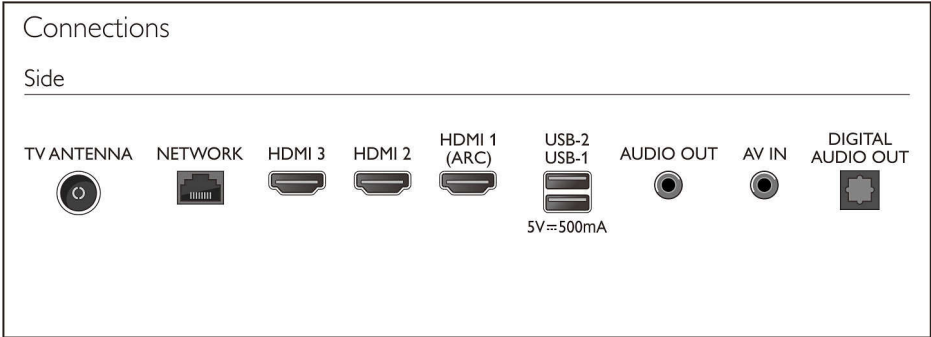 Connections
Side
TV ANTENNA
NETWORK
HDMI 3
HDMI 2
HDMI 1
(ARC)
USB-2
USB-1
5V⎓500mA
AUDIO OUT
AV IN
DIGITAL
AUDIO OUT